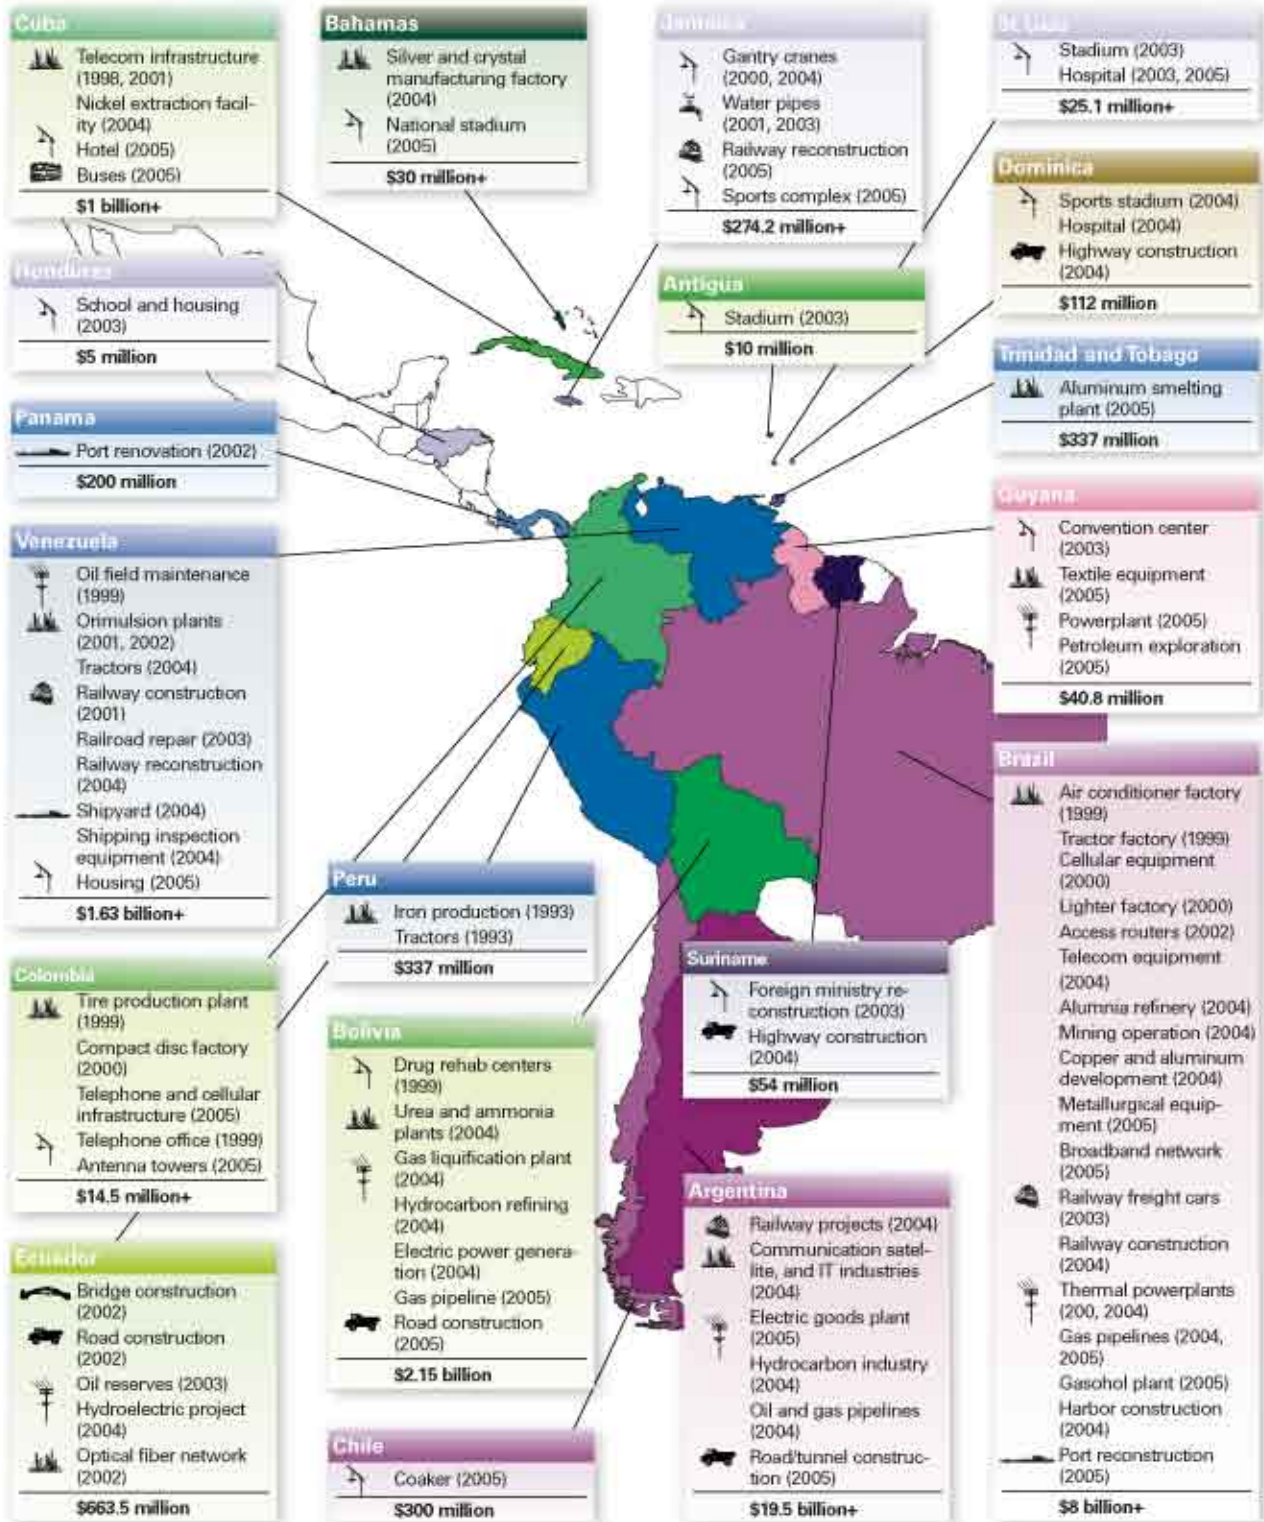 Cuba
Telecom infrastructure
(1998, 2001)
Nickel extraction facil-
ity (2004)
Hotel (2005)
Buses (2005)
$1 billion+
Bahamas
Silver and crystal
manufacturing factory
(2004)
National stadium
(2005)
$30 million+
Jamaica
Gantry cranes
(2000, 2004)
Water pipes
(2001, 2003)
Railway reconstruction
(2005)
Sports complex (2005)
$274.2 million+
Stadium (2003)
Hospital (2003, 2005)
$25.1 million+
Dominica
Sports stadium (2004)
Hospital (2004)
Highway construction
(2004)
$112 million
Honduras
School and housing
(2003)
$5 million
Antigua
Stadium (2003)
$10 million
Trinidad and Tobago
Aluminum smelting
plant (2005)
$337 million
Panama
Port renovation (2002)
$200 million
Guyana
Convention center
(2003)
Textile equipment
(2005)
Powerplant (2005)
Petroleum exploration
(2005)
$40.8 million
Venezuela
Oil field maintenance
(1999)
Orimulsion plants
(2001, 2002)
Tractors (2004)
Railway construction
(2001)
Railroad repair (2003)
Railway reconstruction
(2004)
Shipyard (2004)
Shipping inspection
equipment (2004)
Housing (2005)
$1.63 billion+
Brazil
Air conditioner factory
(1999)
Tractor factory (1999)
Cellular equipment
(2000)
Lighter factory (2000)
Access routers (2002)
Telecom equipment
(2004)
Alumnia refinery (2004)
Mining operation (2004)
Copper and aluminum
development (2004)
Metallurgical equip-
ment (2005)
Broadband network
(2005)
Railway freight cars
(2003)
Railway construction
(2004)
Thermal powerplants
(200, 2004)
Gas pipelines (2004,
2005)
Gasohol plant (2005)
Harbor construction
(2004)
Port reconstruction
(2005)
$8 billion+
Peru
Iron production (1993)
Tractors (1993)
$337 million
Suriname
Foreign ministry re-
construction (2003)
Highway construction
(2004)
$54 million
Colombia
Tire production plant
(1999)
Compact disc factory
(2000)
Telephone and cellular
infrastructure (2005)
Telephone office (1999)
Antenna towers (2005)
$14.5 million+
Bolivia
Drug rehab centers
(1999)
Urea and ammonia
plants (2004)
Gas liquification plant
(2004)
Hydrocarbon refining
(2004)
Electric power genera-
tion (2004)
Gas pipeline (2005)
Road construction
(2005)
$2.15 billion
Argentina
Railway projects (2004)
Communication satel-
lite, and IT industries
(2004)
Electric goods plant
(2005)
Hydrocarbon industry
(2004)
Oil and gas pipelines
(2004)
Road/tunnel construc-
tion (2005)
$19.5 billion+
Ecuador
Bridge construction
(2002)
Road construction
(2002)
Oil reserves (2003)
Hydroelectric project
(2004)
Optical fiber network
(2002)
$663.5 million
Chile
Coaker (2005)
$300 million